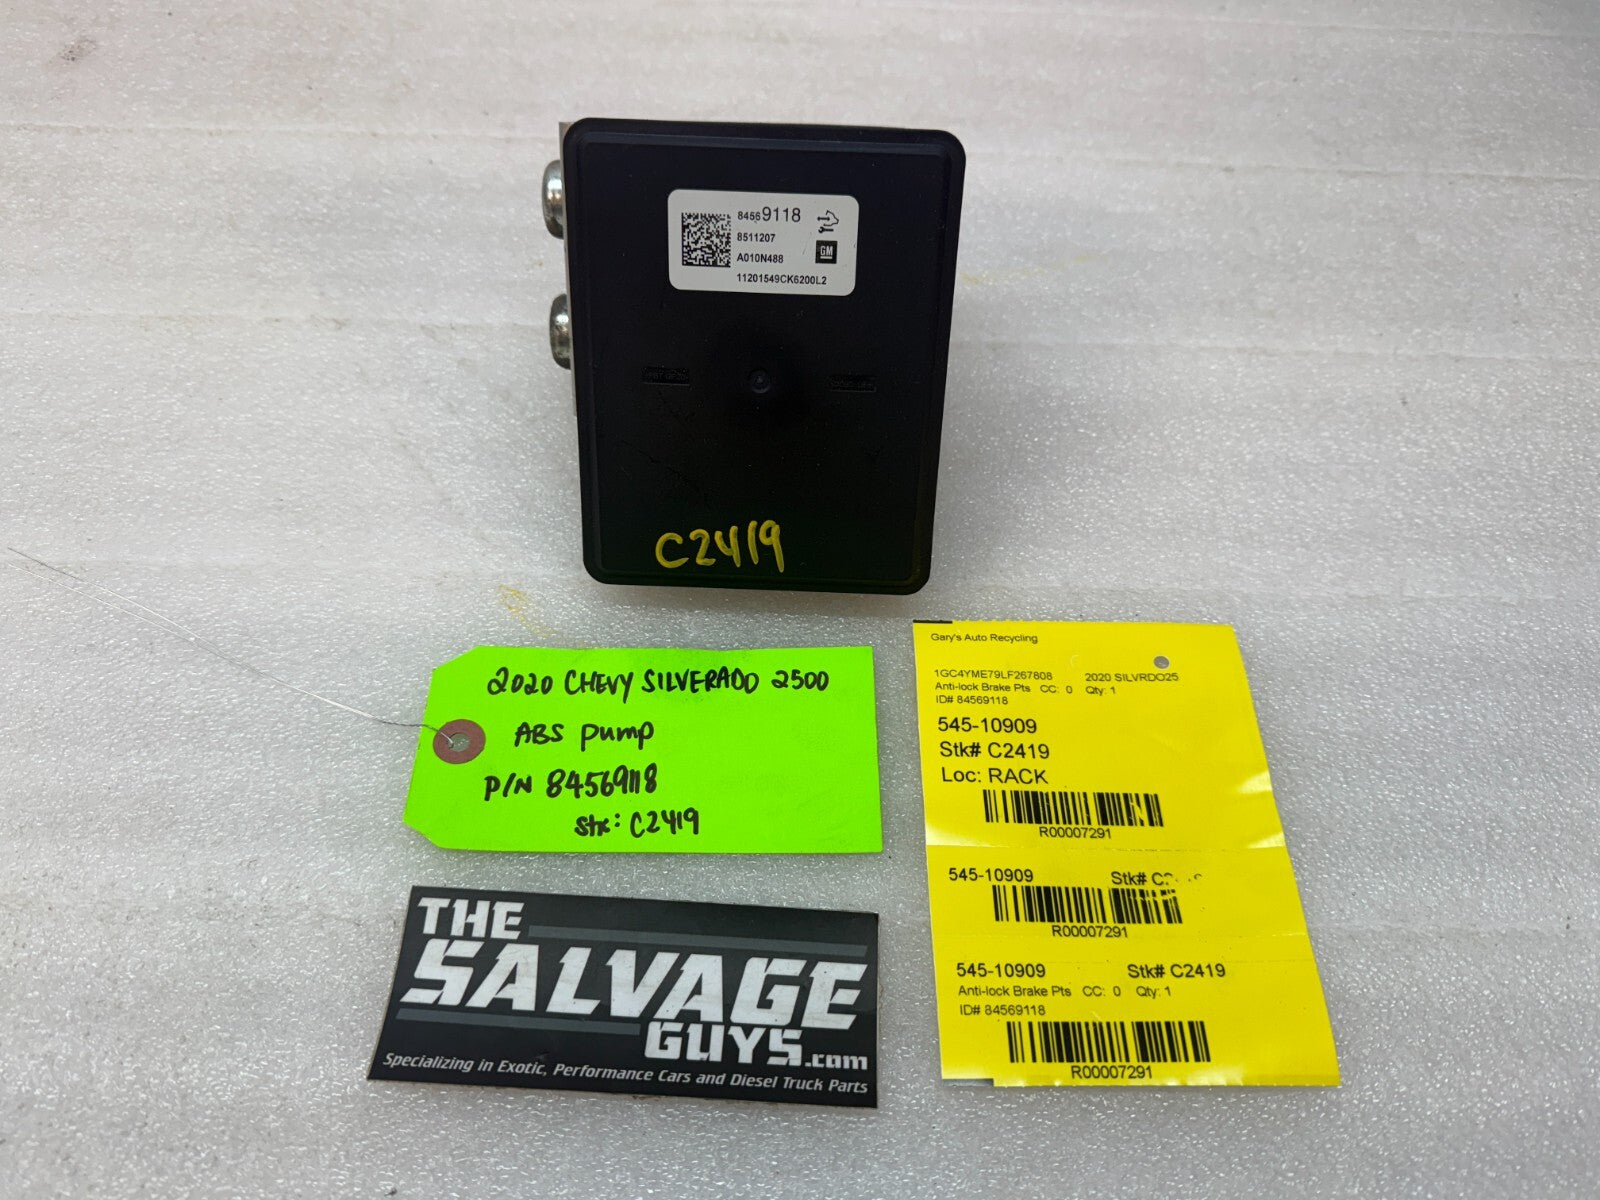 84569118
8511207
GM
A010N488
11201549CK6200L2
C2419
2020 CHEVY SILVERADO 2500
ABS Pump
P/N 84569118
Stk: C2419
Gary's Auto Recycling
1GC4YME79LF267808 2020 SILVRDO25
Anti-lock Brake Pts CC: 0 Qty: 1
ID# 84569118
545-10909
Stk# C2419
Loc: RACK
R00007291
545-10909 Stk#
R00007291
545-10909 Stk# C2419
Anti-lock Brake Pts CC: 0 Qty: 1
ID# 84569118
R00007291
THE
SALVAGE
GUYS.com
Specializing in Exotic, Performance Cars and Diesel Truck Parts